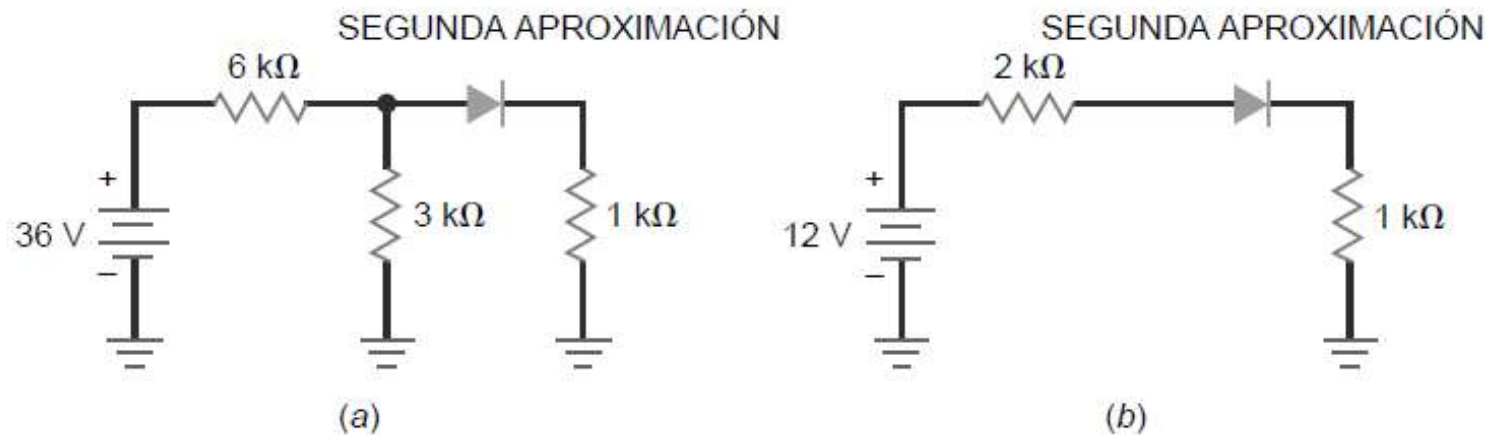 SEGUNDA APROXIMACIÓN
6 kΩ
+
36 V
–
3 kΩ
1 kΩ
(a)
SEGUNDA APROXIMACIÓN
2 kΩ
+
12 V
–
1 kΩ
(b)